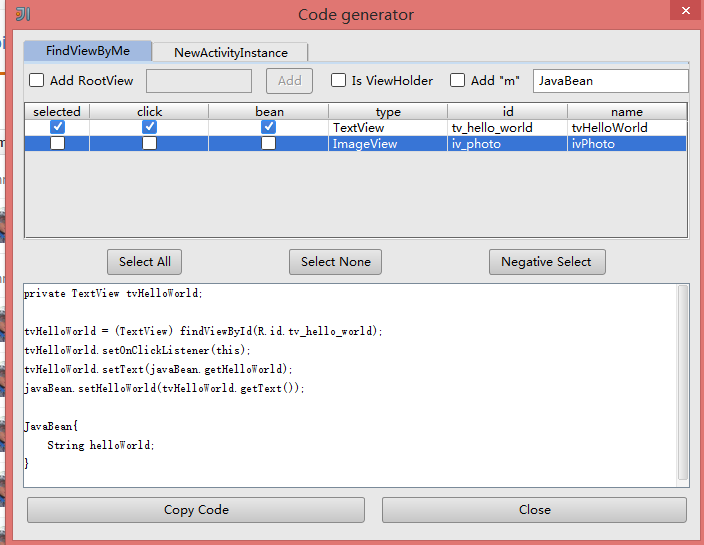 Code generator
FindViewByMe NewActivityInstance
Add RootView Add Is ViewHolder Add "m" JavaBean
selected click bean type id name
TextView tv_hello_world tvHelloWorld
ImageView iv_photo ivPhoto
Select All Select None Negative Select
private TextView tvHelloWorld;
tvHelloWorld = (TextView) findViewById(R.id.tv_hello_world);
tvHelloWorld.setOnClickListener(this);
tvHelloWorld.setText(javaBean.getHelloWorld);
javaBean.setHelloWorld(tvHelloWorld.getText());
JavaBean{
String helloWorld;
}
Copy Code Close